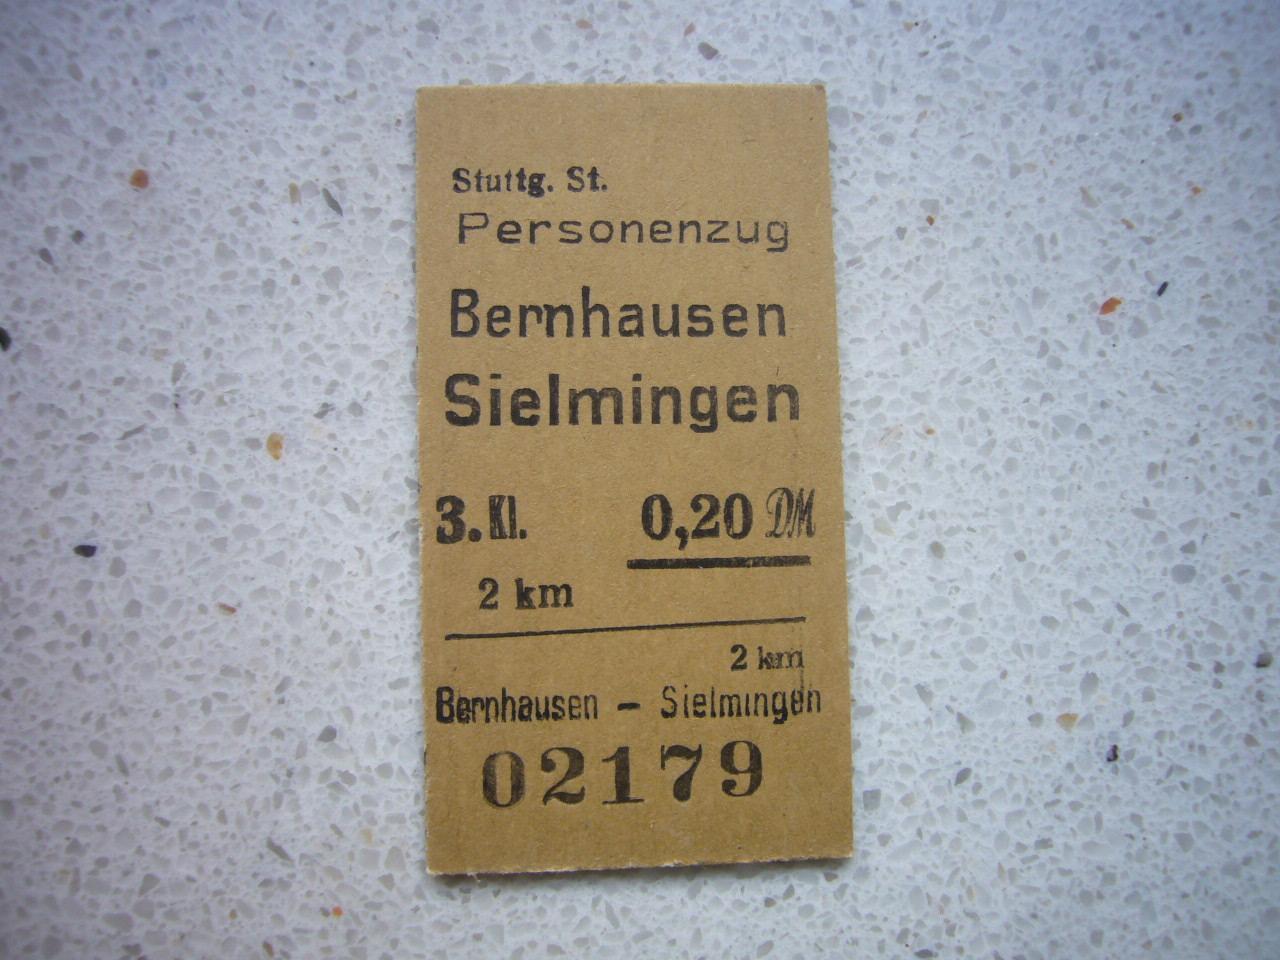 Stuttg. St.
Personenzug
Bernhausen
Sielmingen
3. Kl. 0,20 DM
2 km
2 km
Bernhausen – Sielmingen
02179